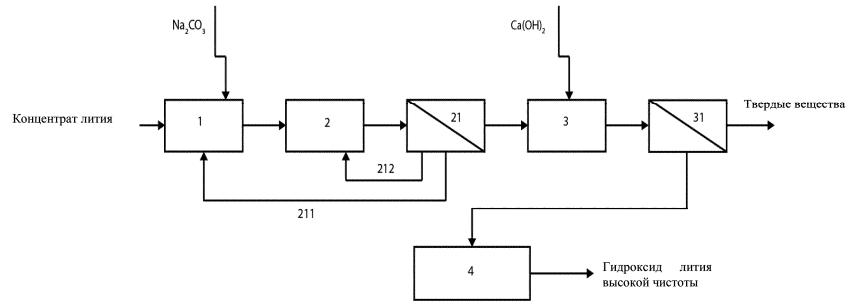 Na₂CO₃
Ca(OH)₂
Концентрат лития
1
2
21
3
31
Твердые вещества
212
211
4
Гидроксид лития
высокой чистоты